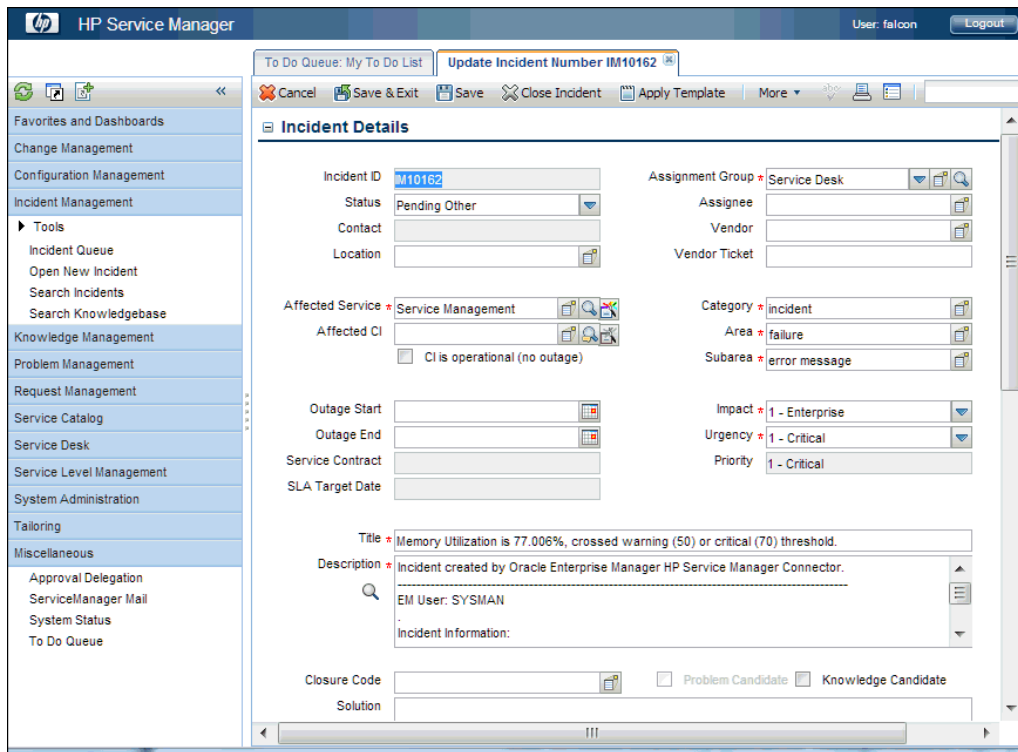 hp HP Service Manager User: falcon Logout
To Do Queue: My To Do List Update Incident Number IM10162
Cancel Save & Exit Save Close Incident Apply Template More
Favorites and Dashboards
Change Management
Configuration Management
Incident Management
Tools
Incident Queue
Open New Incident
Search Incidents
Search Knowledgebase
Knowledge Management
Problem Management
Request Management
Service Catalog
Service Desk
Service Level Management
System Administration
Tailoring
Miscellaneous
Approval Delegation
ServiceManager Mail
System Status
To Do Queue
Incident Details
Incident ID IM10162 Assignment Group * Service Desk
Status Pending Other Assignee
Contact Vendor
Location Vendor Ticket
Affected Service * Service Management Category * incident
Affected CI Area * failure
CI is operational (no outage) Subarea * error message
Outage Start Impact * 1 - Enterprise
Outage End Urgency * 1 - Critical
Service Contract Priority 1 - Critical
SLA Target Date
Title * Memory Utilization is 77.006%, crossed warning (50) or critical (70) threshold.
Description * Incident created by Oracle Enterprise Manager HP Service Manager Connector.
--------------------------------------------------------------------------------
EM User: SYSMAN
.
Incident Information:
Closure Code Problem Candidate Knowledge Candidate
Solution